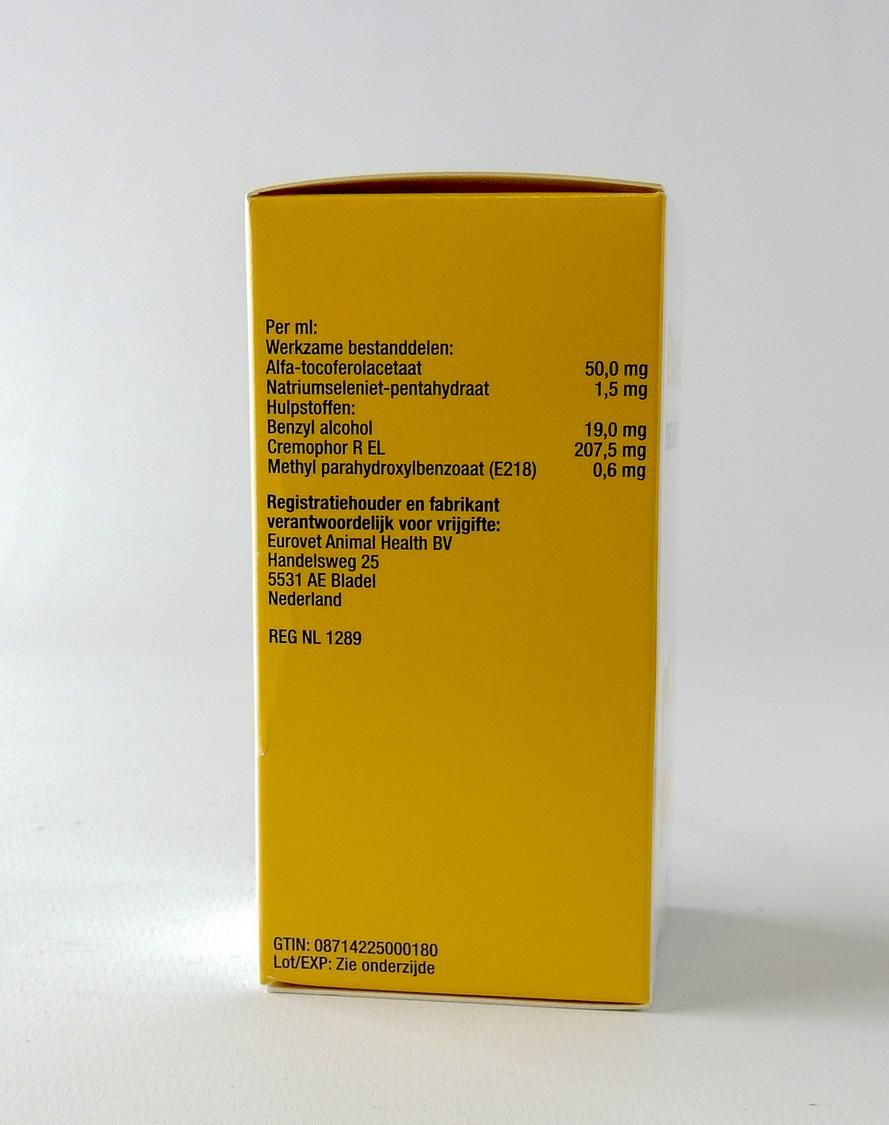 Per ml:
Werkzame bestanddelen:
Alfa-tocoferolacetaat 50,0 mg
Natriumseleniet-pentahydraat 1,5 mg
Hulpstoffen:
Benzyl alcohol 19,0 mg
Cremophor R EL 207,5 mg
Methyl parahydroxylbenzoaat (E218) 0,6 mg
Registratiehouder en fabrikant
verantwoordelijk voor vrijgifte:
Eurovet Animal Health BV
Handelsweg 25
5531 AE Bladel
Nederland
REG NL 1289
GTIN: 08714225000180
Lot/EXP: Zie onderzijde